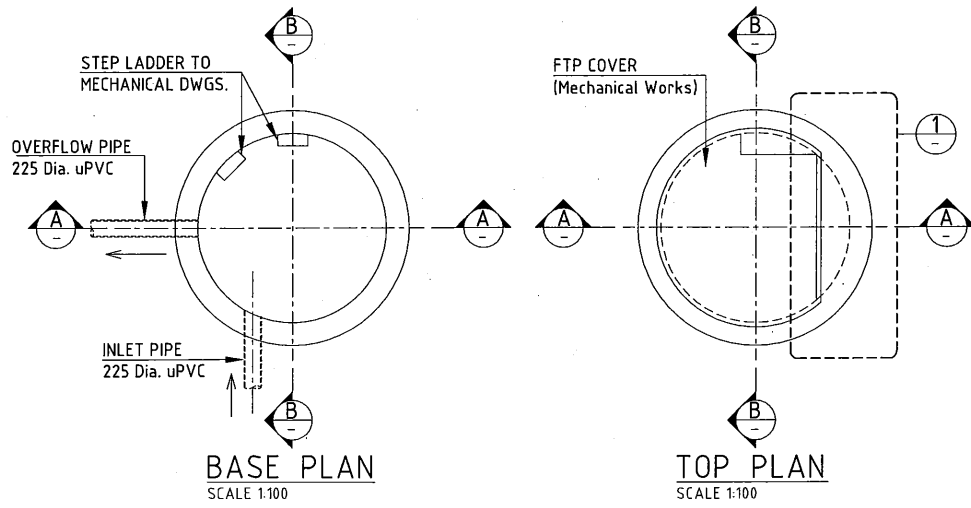 B
-
STEP LADDER TO
MECHANICAL DWGS.
OVERFLOW PIPE
225 Dia. uPVC
A
-
A
-
INLET PIPE
225 Dia. uPVC
B
-
BASE PLAN
SCALE 1:100
B
-
FTP COVER
(Mechanical Works)
1
-
A
-
A
-
B
-
TOP PLAN
SCALE 1:100